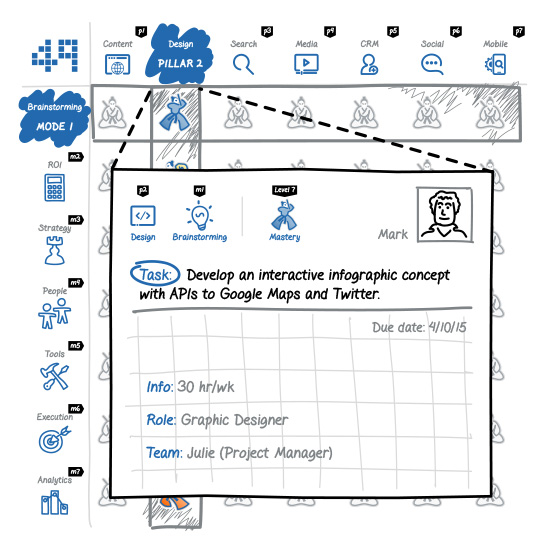 49
p1 p2 p3 p4 p5 p6 p7
Content Design Search Media CRM Social Mobile
PILLAR 2
Brainstorming
MODE 1
m2
ROI
m3
Strategy
m4
People
m5
Tools
m6
Execution
m7
Analytics
p2 m1 Level 7
Design Brainstorming Mastery
Mark
Task: Develop an interactive infographic concept
with APIs to Google Maps and Twitter.
Due date: 4/10/15
Info: 30 hr/wk
Role: Graphic Designer
Team: Julie (Project Manager)